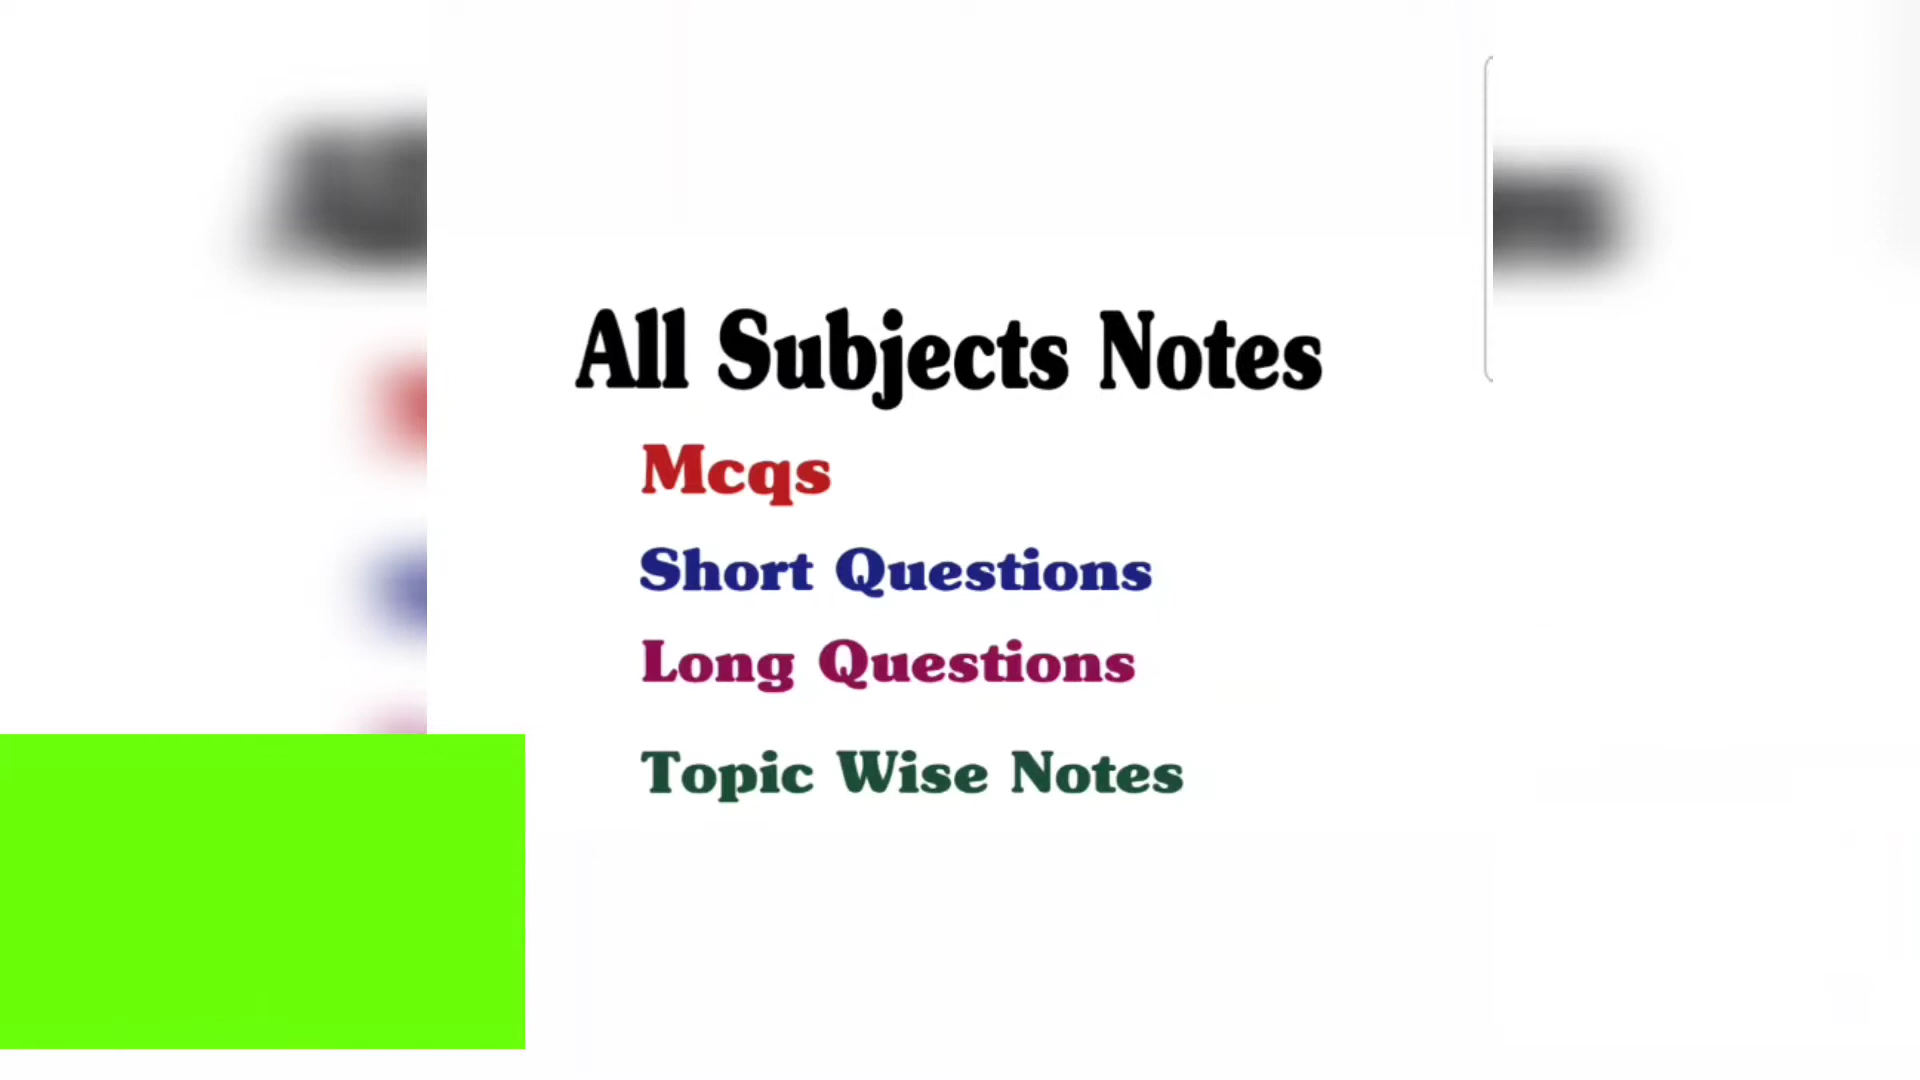 All Subjects Notes
Mcqs
Short Questions
Long Questions
Topic Wise Notes